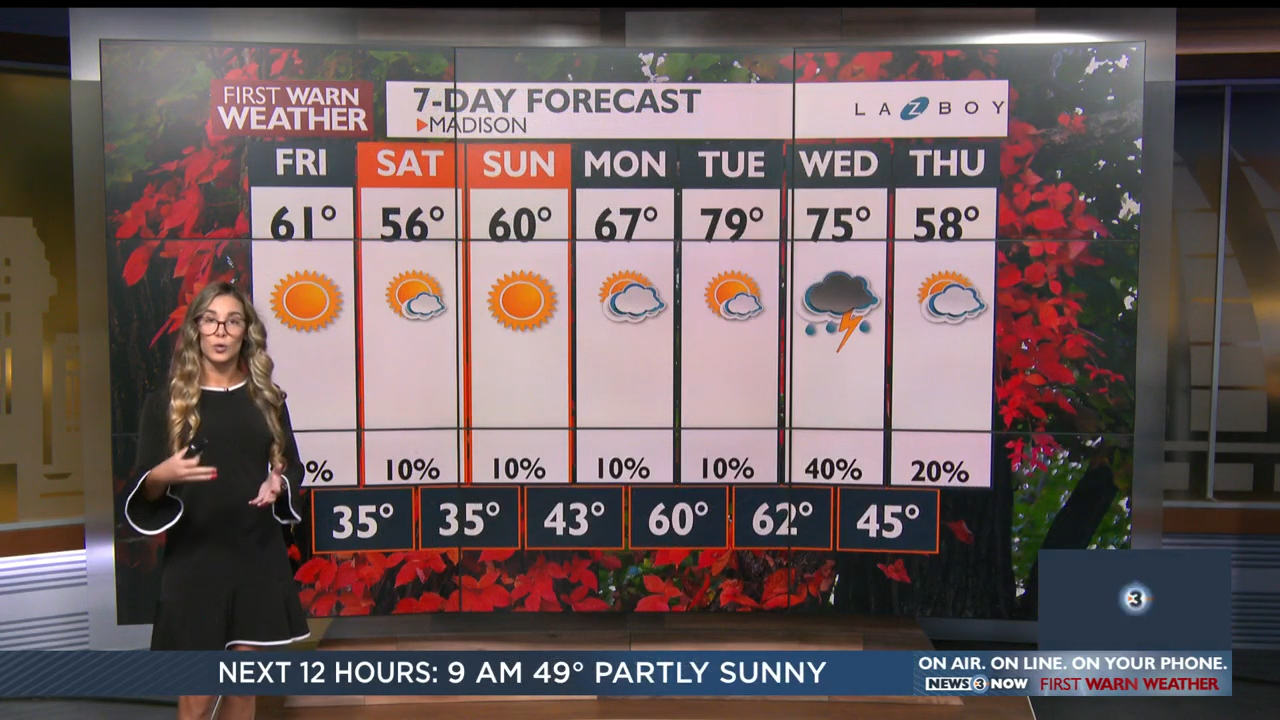 FIRST WARN
WEATHER
7-DAY FORECAST
MADISON
LA Z BOY
FRI SAT SUN MON TUE WED THU
61° 56° 60° 67° 79° 75° 58°
% 10% 10% 10% 10% 40% 20%
35° 35° 43° 60° 62° 45°
3
NEXT 12 HOURS: 9 AM 49° PARTLY SUNNY
ON AIR. ON LINE. ON YOUR PHONE.
NEWS 3 NOW FIRST WARN WEATHER